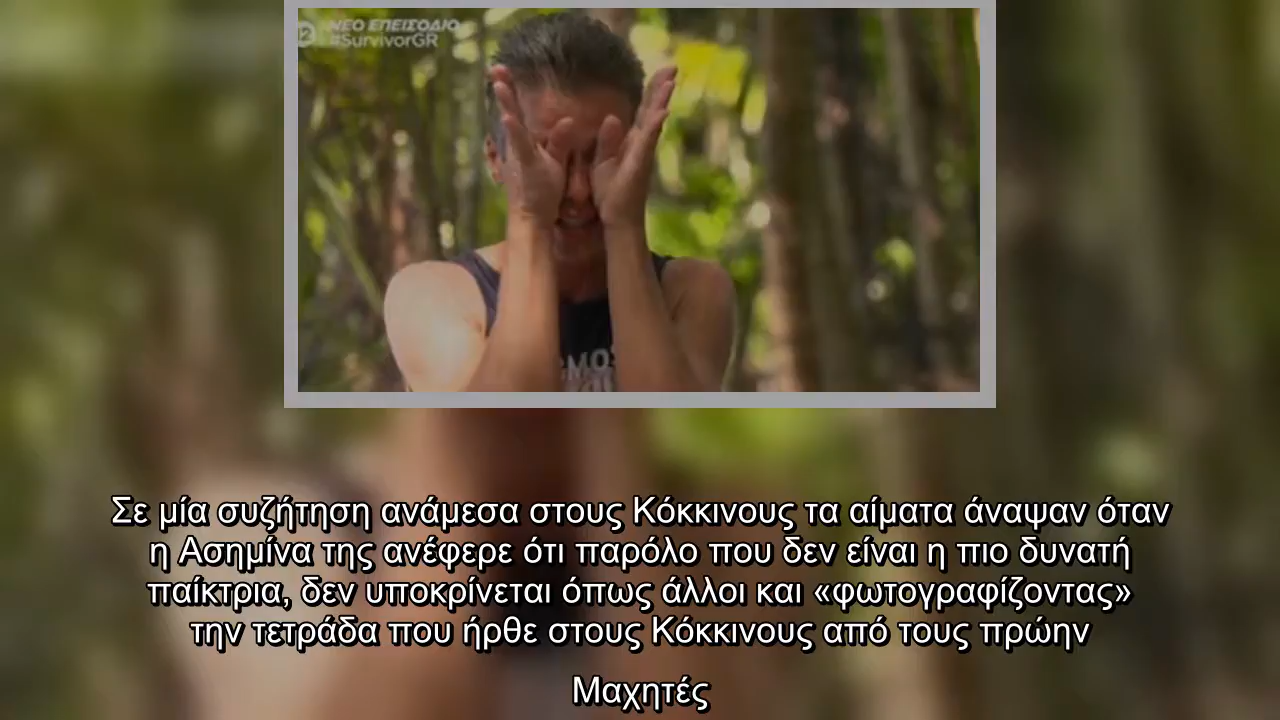 ΝΕΟ ΕΠΕΙΣΟΔΙΟ
#SurvivorGR
Σε μία συζήτηση ανάμεσα στους Κόκκινους τα αίματα άναψαν όταν
η Ασημίνα της ανέφερε ότι παρόλο που δεν είναι η πιο δυνατή
παίκτρια, δεν υποκρίνεται όπως άλλοι και «φωτογραφίζοντας»
την τετράδα που ήρθε στους Κόκκινους από τους πρώην
Μαχητές